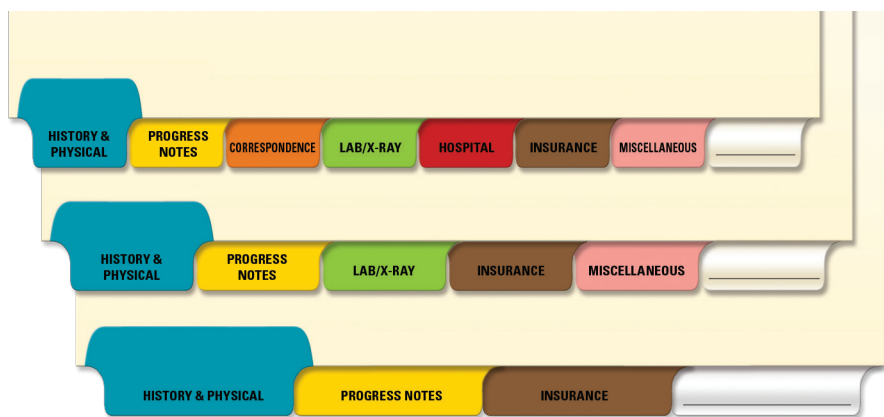 HISTORY &
PHYSICAL
PROGRESS
NOTES
CORRESPONDENCE
LAB/X-RAY
HOSPITAL
INSURANCE
MISCELLANEOUS
HISTORY &
PHYSICAL
PROGRESS
NOTES
LAB/X-RAY
INSURANCE
MISCELLANEOUS
HISTORY & PHYSICAL
PROGRESS NOTES
INSURANCE